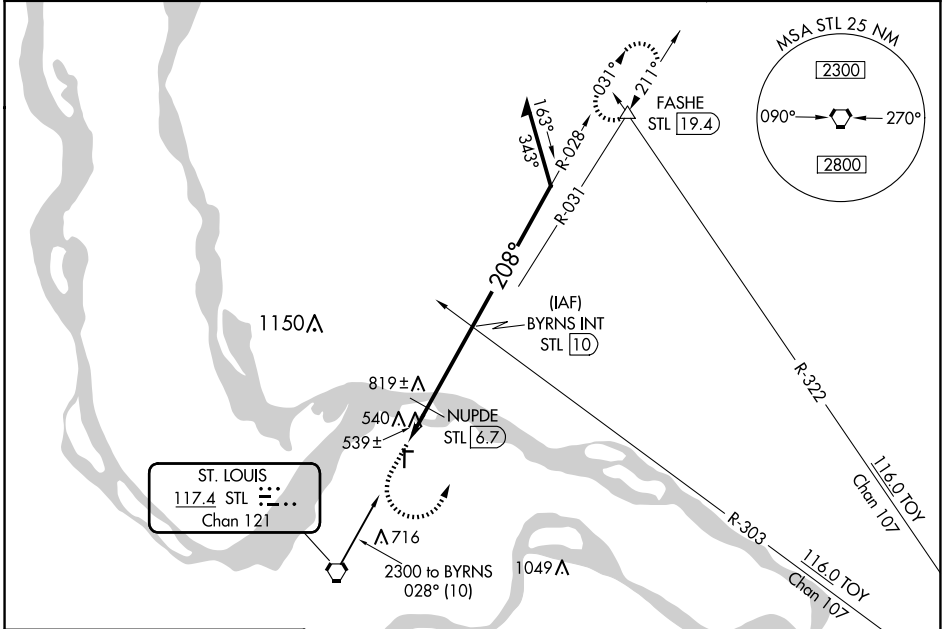 MSA STL 25 NM
2300
090°
270°
2800
031°
211°
FASHE
STL 19.4
163°
343°
R-028
R-031
208°
(IAF)
BYRNS INT
STL 10
1150
R-322
819±
540
539±
NUPDE
STL 6.7
116.0 TOY
Chan 107
ST. LOUIS
117.4 STL
Chan 121
R-303
716
2300 to BYRNS
028° (10)
1049
116.0 TOY
Chan 107